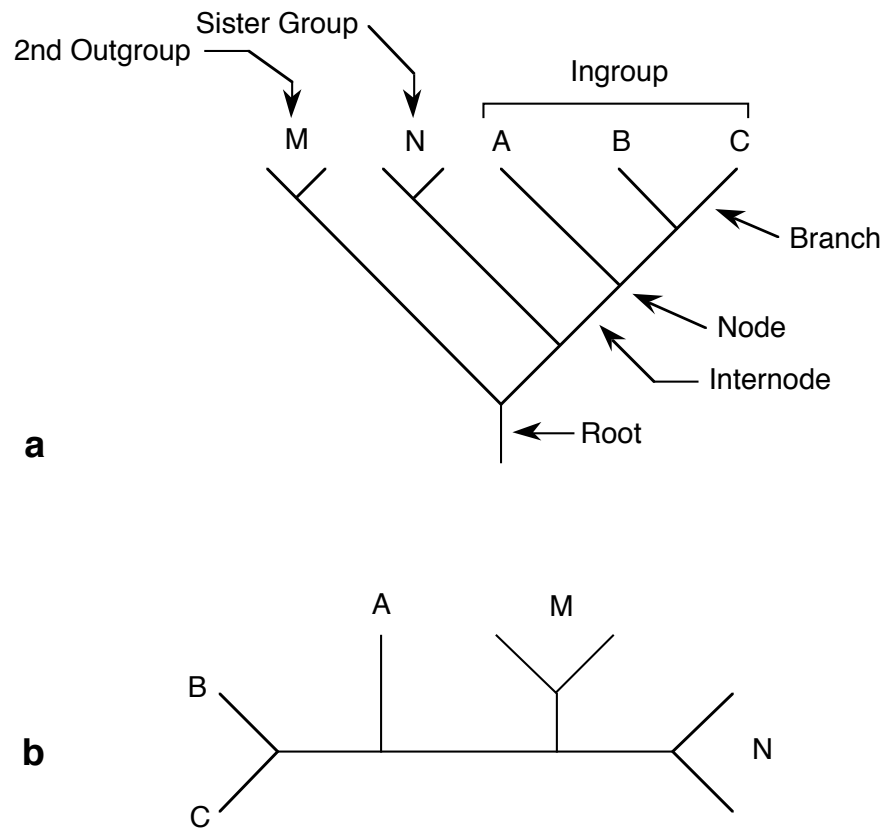 Sister Group
2nd Outgroup
Ingroup
M
N
A
B
C
Branch
Node
Internode
Root
a
A
M
B
b
N
C